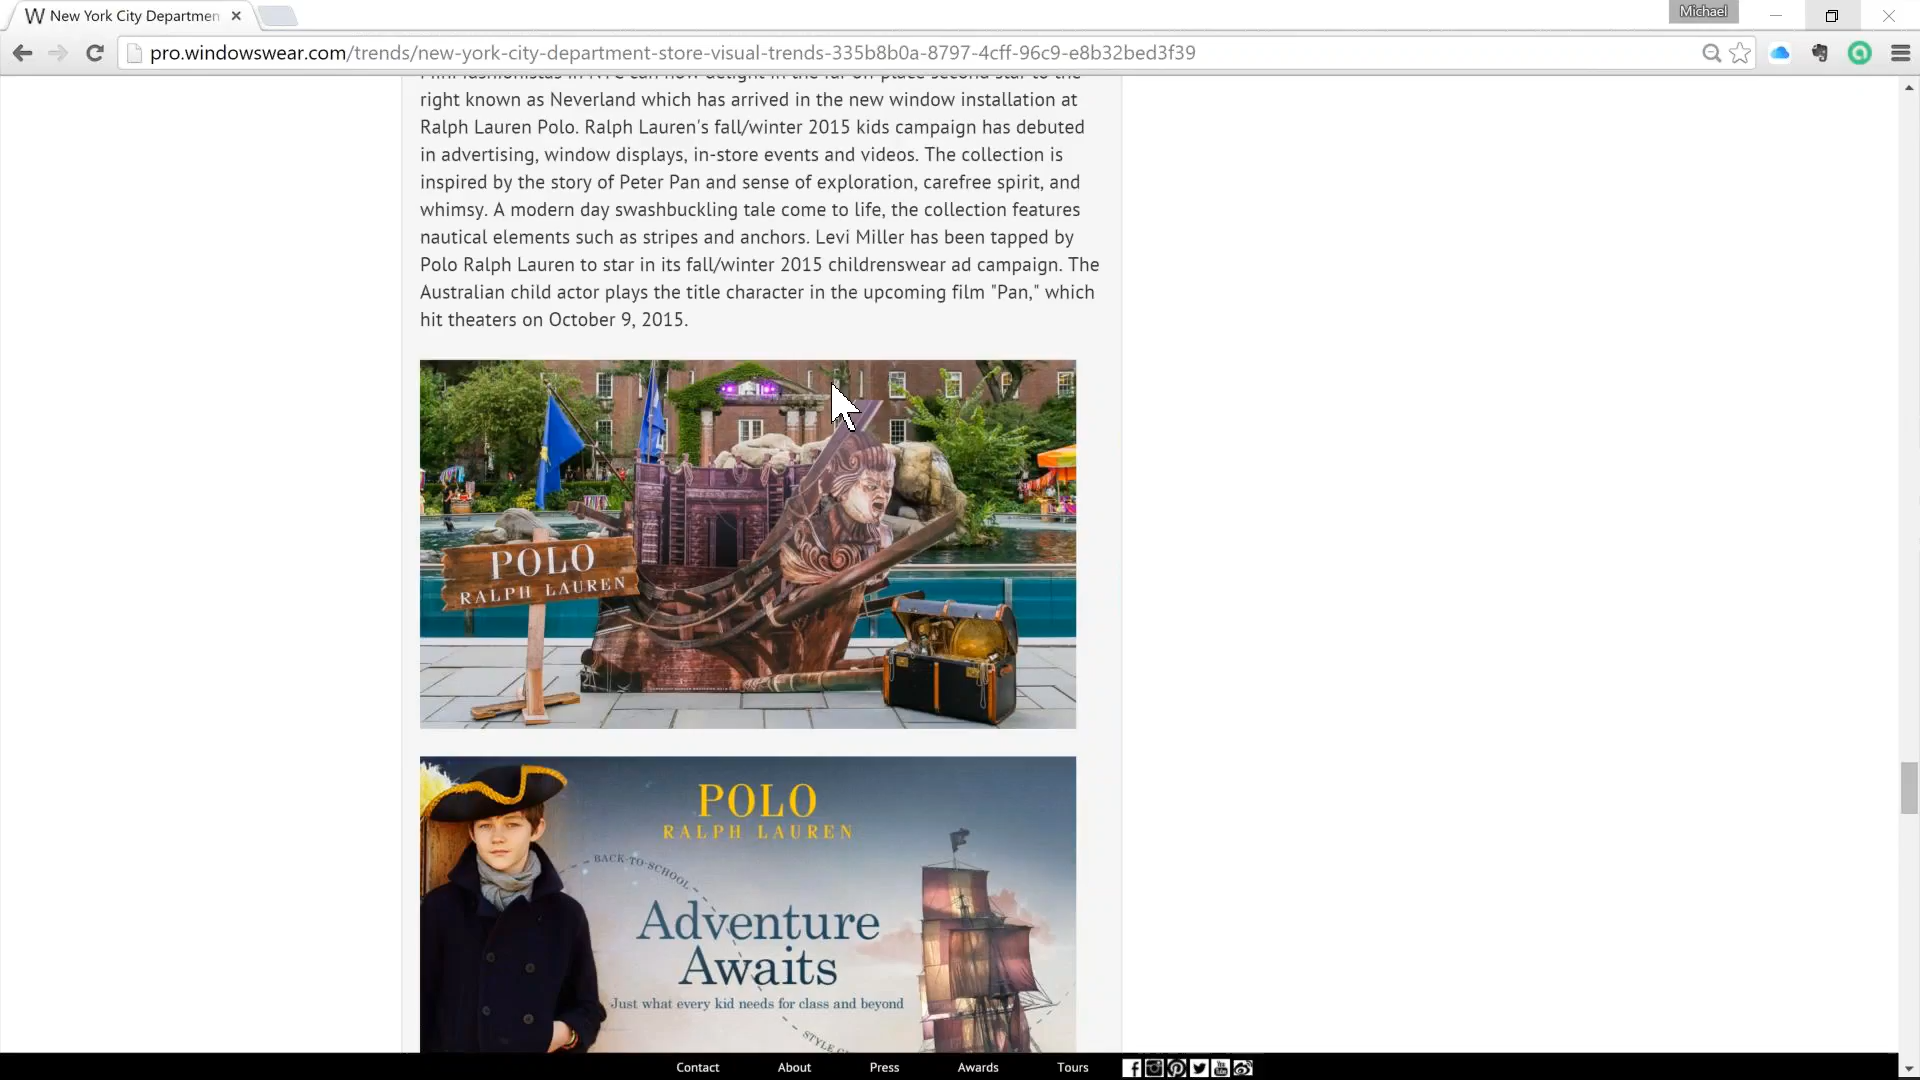 New York City Departmen
Michael
pro.windowswear.com/trends/new-york-city-department-store-visual-trends-335b8b0a-8797-4cff-96c9-e8b32bed3f39
Mini fashionistas in NYC can now delight in the far off place second star to the
right known as Neverland which has arrived in the new window installation at
Ralph Lauren Polo. Ralph Lauren's fall/winter 2015 kids campaign has debuted
in advertising, window displays, in-store events and videos. The collection is
inspired by the story of Peter Pan and sense of exploration, carefree spirit, and
whimsy. A modern day swashbuckling tale come to life, the collection features
nautical elements such as stripes and anchors. Levi Miller has been tapped by
Polo Ralph Lauren to star in its fall/winter 2015 childrenswear ad campaign. The
Australian child actor plays the title character in the upcoming film "Pan," which
hit theaters on October 9, 2015.
POLO
RALPH LAUREN
POLO
RALPH LAUREN
BACK-TO-SCHOOL
Adventure
Awaits
Just what every kid needs for class and beyond
STYLE
Contact About Press Awards Tours